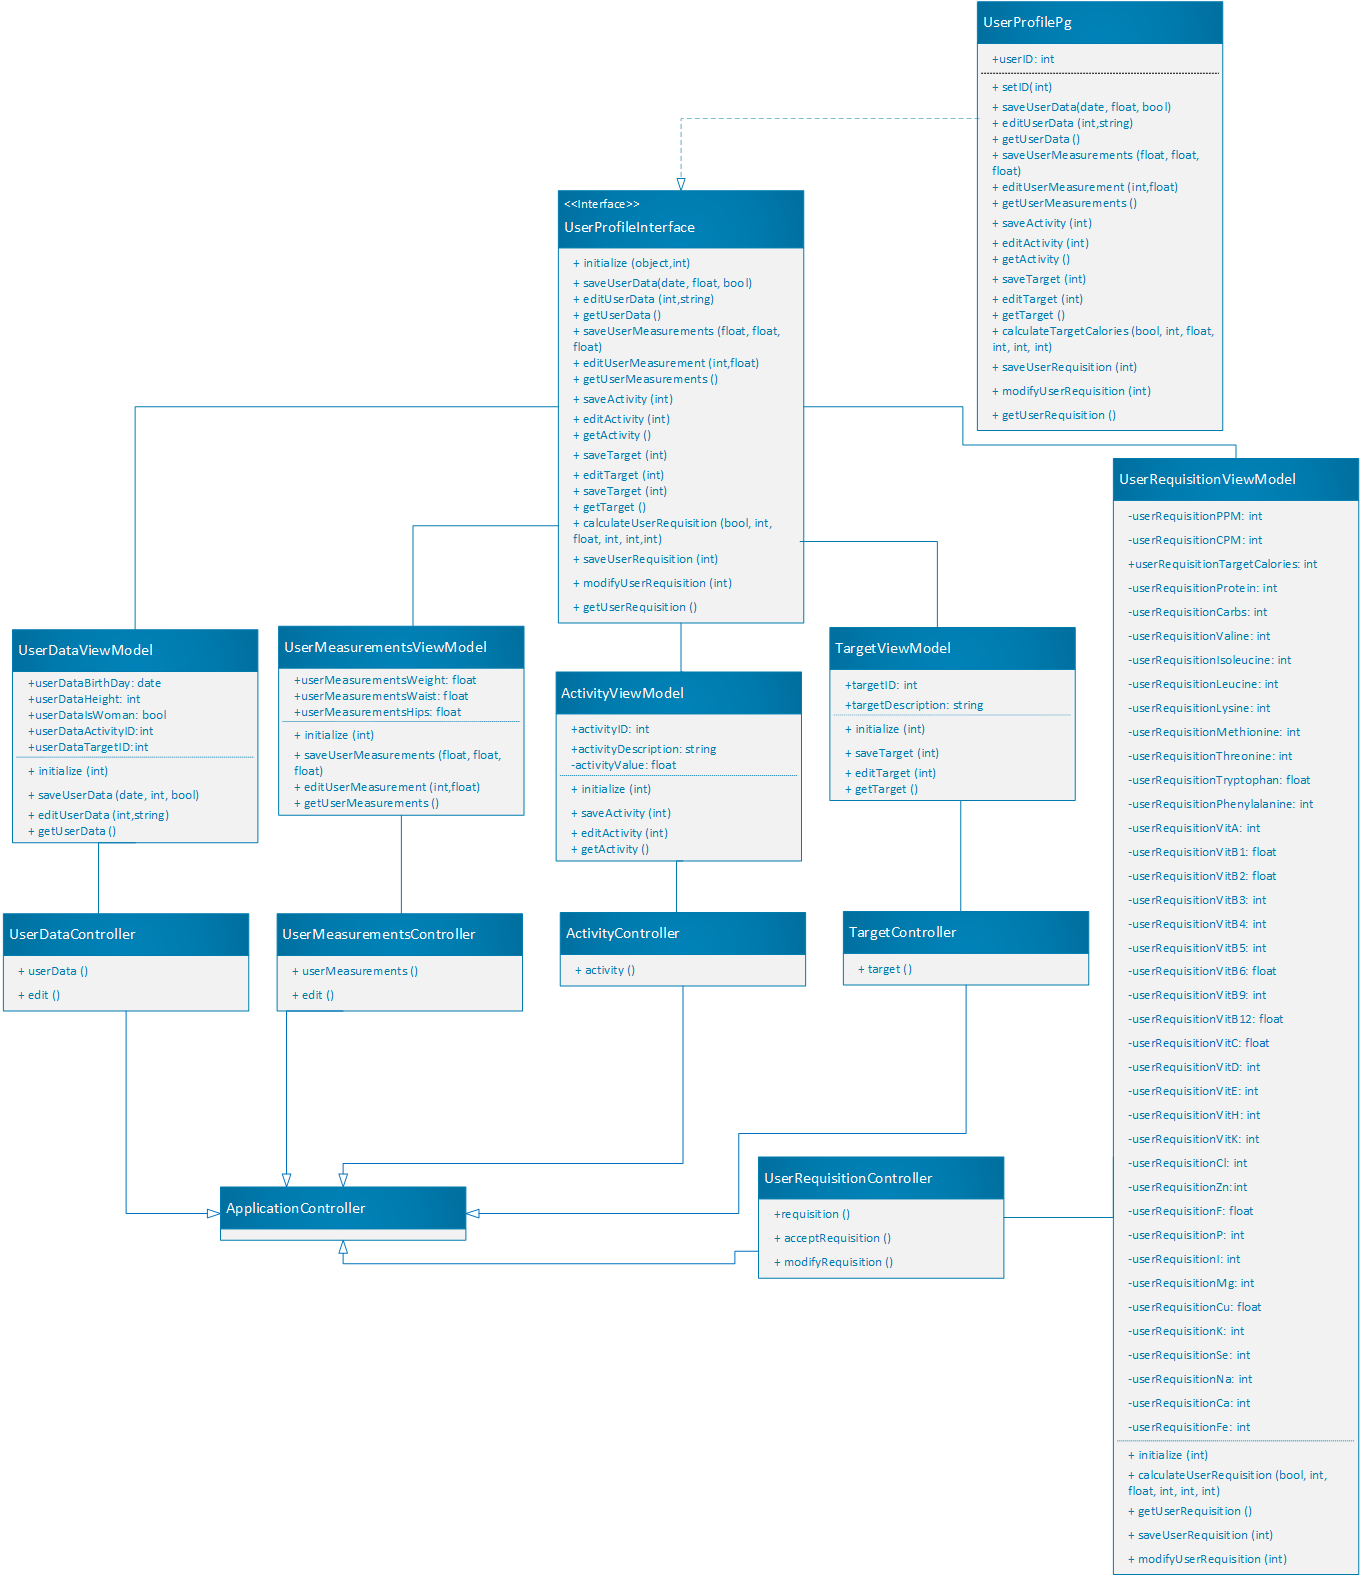 UserProfilePg
+userID: int
+ setID(int)
+ saveUserData(date, float, bool)
+ editUserData (int,string)
+ getUserData ()
+ saveUserMeasurements (float, float,
float)
+ editUserMeasurement (int,float)
+ getUserMeasurements ()
+ saveActivity (int)
+ editActivity (int)
+ getActivity ()
+ saveTarget (int)
+ editTarget (int)
+ getTarget ()
+ calculateTargetCalories (bool, int, float,
int, int, int)
+ saveUserRequisition (int)
+ modifyUserRequisition (int)
+ getUserRequisition ()
<<Interface>>
UserProfileInterface
+ initialize (object,int)
+ saveUserData(date, float, bool)
+ editUserData (int,string)
+ getUserData ()
+ saveUserMeasurements (float, float,
float)
+ editUserMeasurement (int,float)
+ getUserMeasurements ()
+ saveActivity (int)
+ editActivity (int)
+ getActivity ()
+ saveTarget (int)
+ editTarget (int)
+ saveTarget (int)
+ getTarget ()
+ calculateUserRequisition (bool, int,
float, int, int,int)
+ saveUserRequisition (int)
+ modifyUserRequisition (int)
+ getUserRequisition ()
UserDataViewModel
+userDataBirthDay: date
+userDataHeight: int
+userDataIsWoman: bool
+userDataActivityID:int
+userDataTargetID:int
+ initialize (int)
+ saveUserData (date, int, bool)
+ editUserData (int,string)
+ getUserData ()
UserMeasurementsViewModel
+userMeasurementsWeight: float
+userMeasurementsWaist: float
+userMeasurementsHips: float
+ initialize (int)
+ saveUserMeasurements (float, float,
float)
+ editUserMeasurement (int,float)
+ getUserMeasurements ()
ActivityViewModel
+activityID: int
+activityDescription: string
-activityValue: float
+ initialize (int)
+ saveActivity (int)
+ editActivity (int)
+ getActivity ()
TargetViewModel
+targetID: int
+targetDescription: string
+ initialize (int)
+ saveTarget (int)
+ editTarget (int)
+ getTarget ()
UserRequisitionViewModel
-userRequisitionPPM: int
-userRequisitionCPM: int
+userRequisitionTargetCalories: int
-userRequisitionProtein: int
-userRequisitionCarbs: int
-userRequisitionValine: int
-userRequisitionIsoleucine: int
-userRequisitionLeucine: int
-userRequisitionLysine: int
-userRequisitionMethionine: int
-userRequisitionThreonine: int
-userRequisitionTryptophan: float
-userRequisitionPhenylalanine: int
-userRequisitionVitA: int
-userRequisitionVitB1: float
-userRequisitionVitB2: float
-userRequisitionVitB3: int
-userRequisitionVitB4: int
-userRequisitionVitB5: int
-userRequisitionVitB6: float
-userRequisitionVitB9: int
-userRequisitionVitB12: float
-userRequisitionVitC: float
-userRequisitionVitD: int
-userRequisitionVitE: int
-userRequisitionVitH: int
-userRequisitionVitK: int
-userRequisitionCl: int
-userRequisitionZn:int
-userRequisitionF: float
-userRequisitionP: int
-userRequisitionI: int
-userRequisitionMg: int
-userRequisitionCu: float
-userRequisitionK: int
-userRequisitionSe: int
-userRequisitionNa: int
-userRequisitionCa: int
-userRequisitionFe: int
+ initialize (int)
+ calculateUserRequisition (bool, int,
float, int, int, int)
+ getUserRequisition ()
+ saveUserRequisition (int)
+ modifyUserRequisition (int)
UserDataController
+ userData ()
+ edit ()
UserMeasurementsController
+ userMeasurements ()
+ edit ()
ActivityController
+ activity ()
TargetController
+ target ()
ApplicationController
UserRequisitionController
+requisition ()
+ acceptRequisition ()
+ modifyRequisition ()